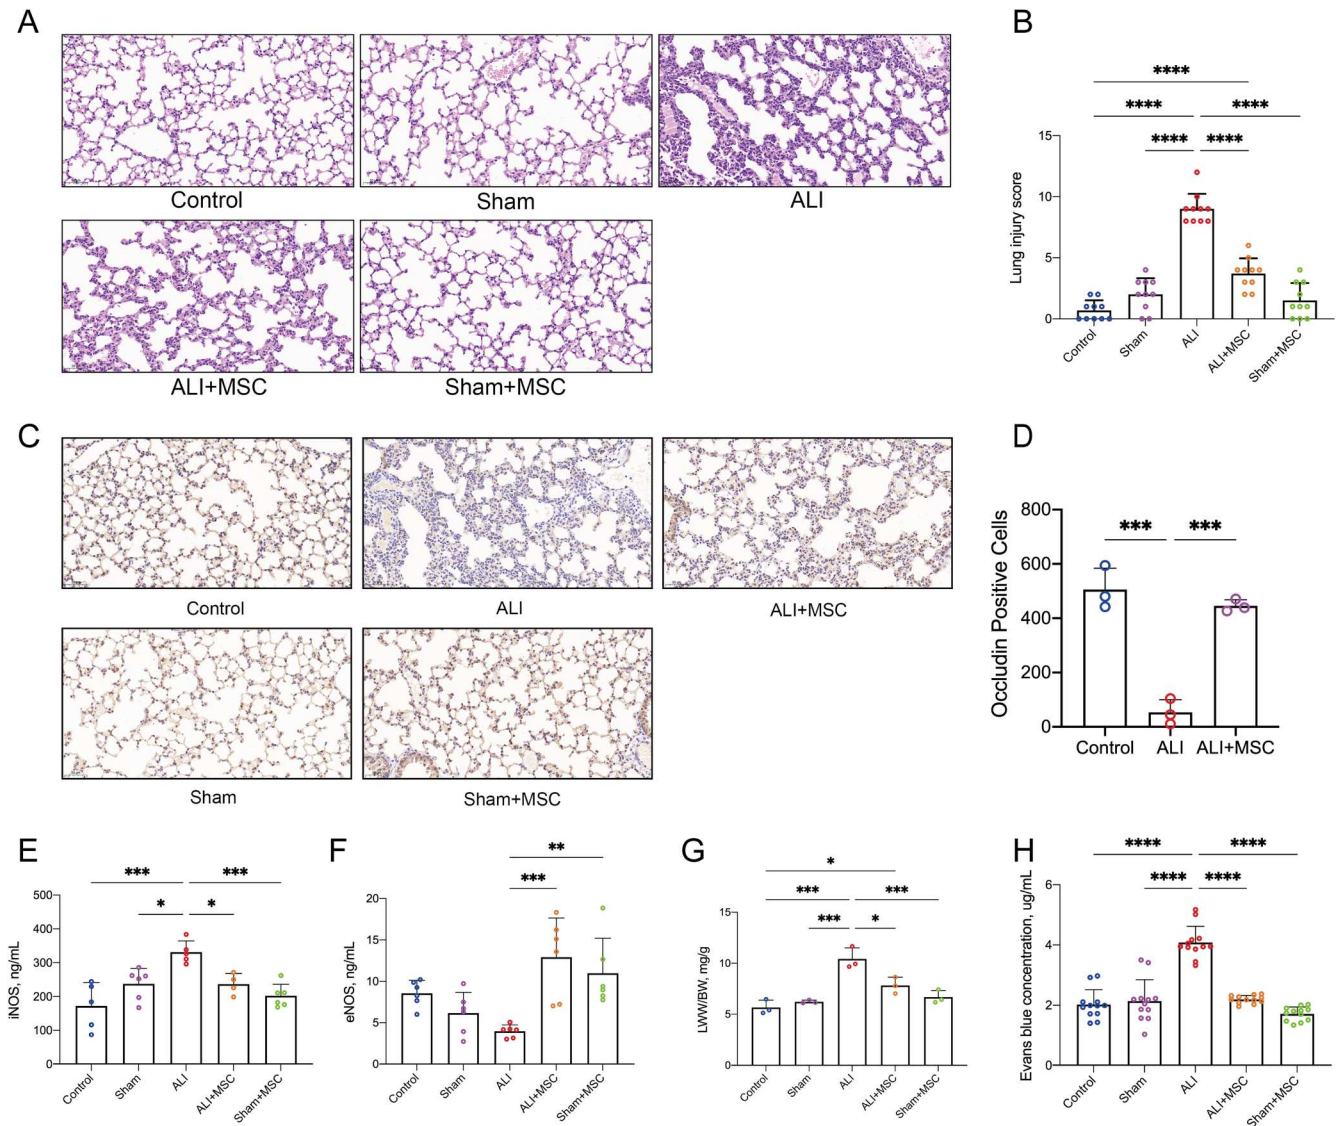 A
Control
Sham
ALI
ALI+MSC
Sham+MSC
B
****
**** ****
**** ****
Lung injury score
15
10
5
0
Control
Sham
ALI
ALI+MSC
Sham+MSC
C
Control
ALI
ALI+MSC
Sham
Sham+MSC
D
*** ***
Occludin Positive Cells
800
600
400
200
0
Control
ALI
ALI+MSC
E
*** ***
* *
iNOS, ng/mL
500
400
300
200
100
0
Control
Sham
ALI
ALI+MSC
Sham+MSC
F
**
***
eNOS, ng/mL
20
15
10
5
0
Control
Sham
ALI
ALI+MSC
Sham+MSC
G
*
*** ***
*** *
LWW/BW, mg/g
15
10
5
0
Control
Sham
ALI
ALI+MSC
Sham+MSC
H
**** ****
**** ****
Evans blue concentration, ug/mL
6
4
2
0
Control
Sham
ALI
ALI+MSC
Sham+MSC